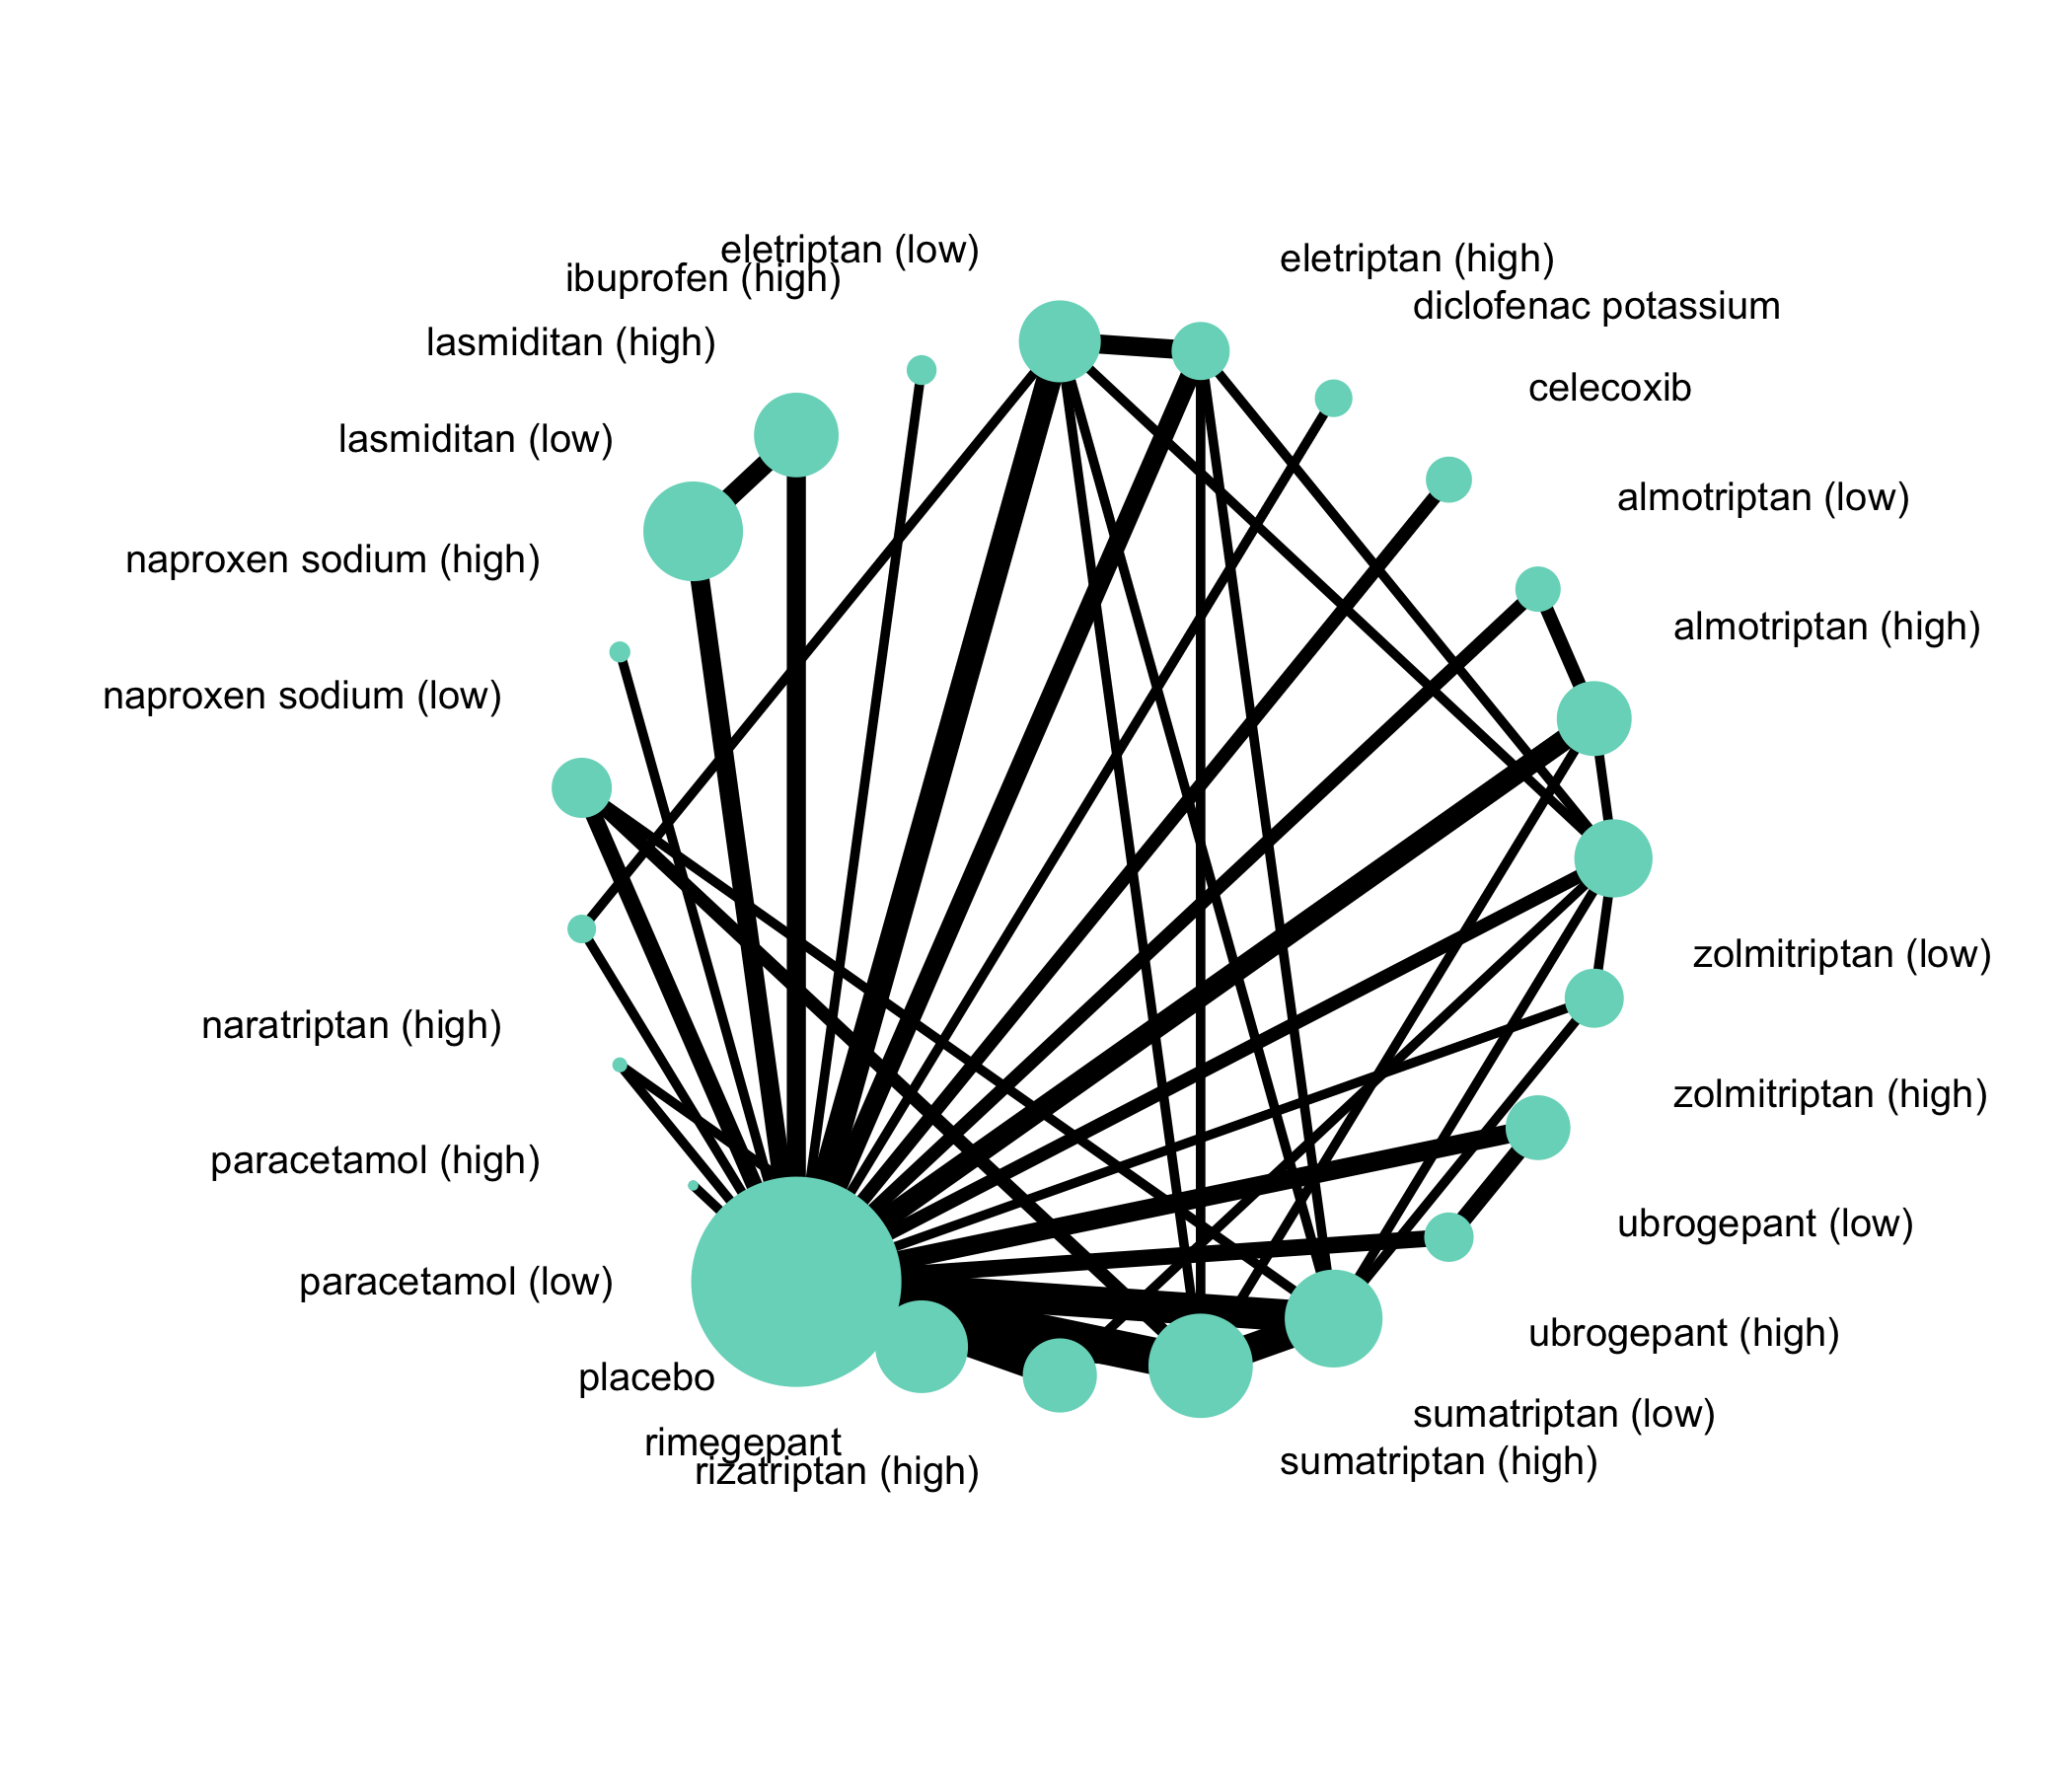 eletriptan (low)
eletriptan (high)
ibuprofen (high)
diclofenac potassium
lasmiditan (high)
celecoxib
lasmiditan (low)
almotriptan (low)
naproxen sodium (high)
almotriptan (high)
naproxen sodium (low)
zolmitriptan (low)
naratriptan (high)
zolmitriptan (high)
paracetamol (high)
ubrogepant (low)
paracetamol (low)
ubrogepant (high)
placebo
sumatriptan (low)
rimegepant
sumatriptan (high)
rizatriptan (high)